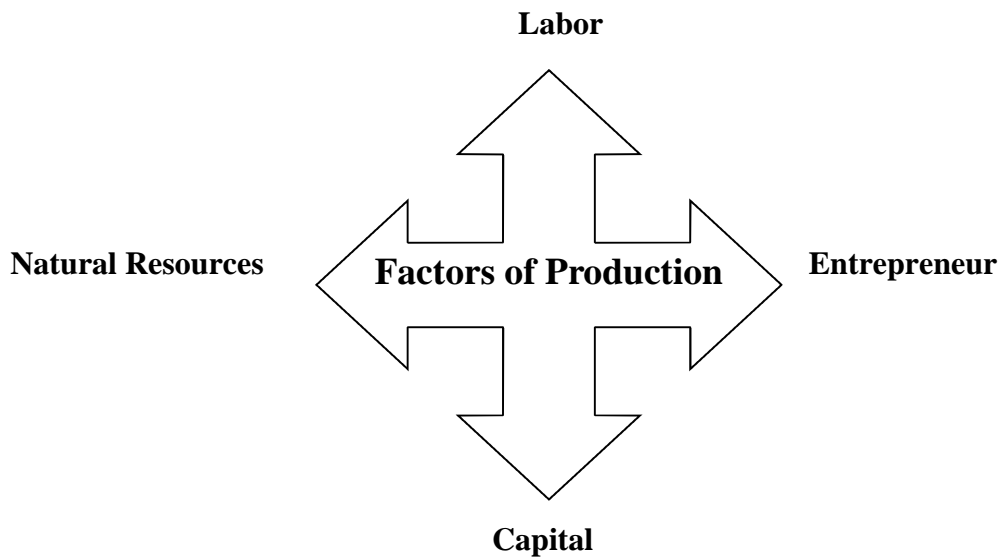 Labor
Natural Resources
Factors of Production
Entrepreneur
Capital